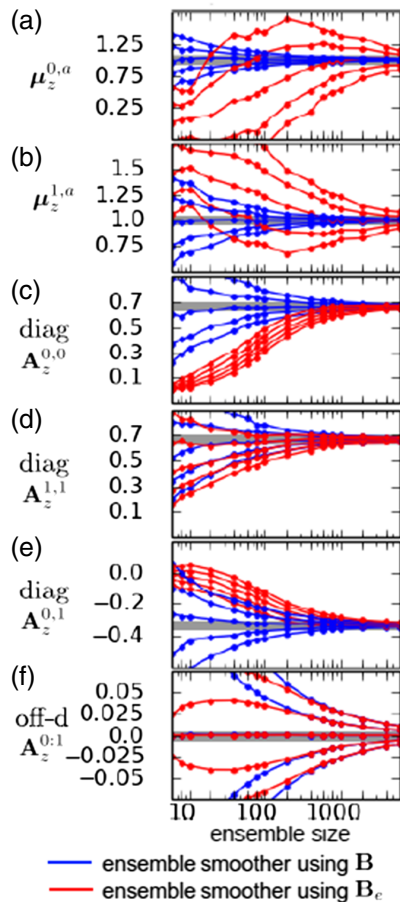 (a)
μ_z^{0,a}
1.25
0.75
0.25
(b)
μ_z^{1,a}
1.5
1.25
1.0
0.75
(c)
diag
A_z^{0,0}
0.7
0.5
0.3
0.1
(d)
diag
A_z^{1,1}
0.7
0.5
0.3
0.1
(e)
diag
A_z^{0,1}
0.0
−0.2
−0.4
(f)
off-d
A_z^{0:1}
0.05
0.025
0.0
−0.025
−0.05
10 100 1000
ensemble size
ensemble smoother using B
ensemble smoother using B_e